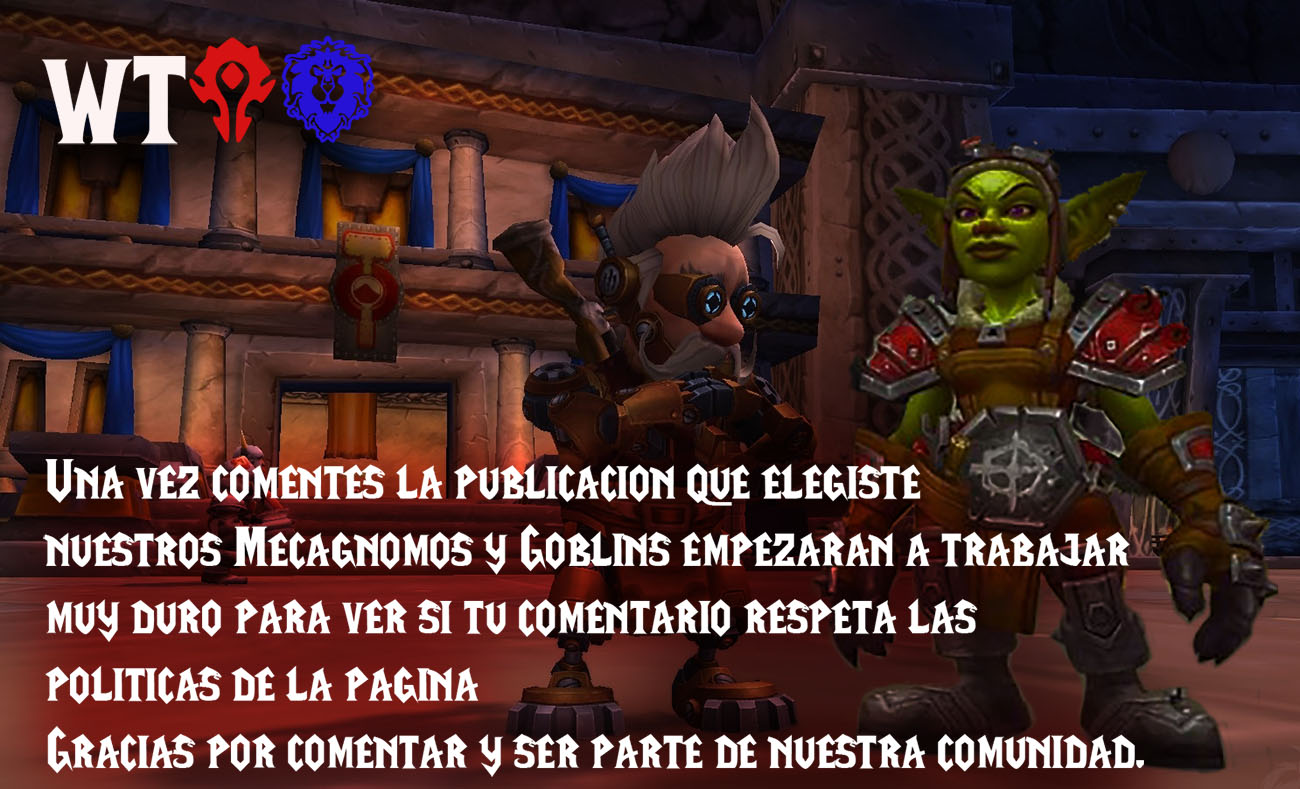 WT
Una vez comentes la publicacion que elegiste
nuestros Mecagnomos y Goblins empezaran a trabajar
muy duro para ver si tu comentario respeta las
politicas de la pagina
Gracias por comentar y ser parte de nuestra comunidad.